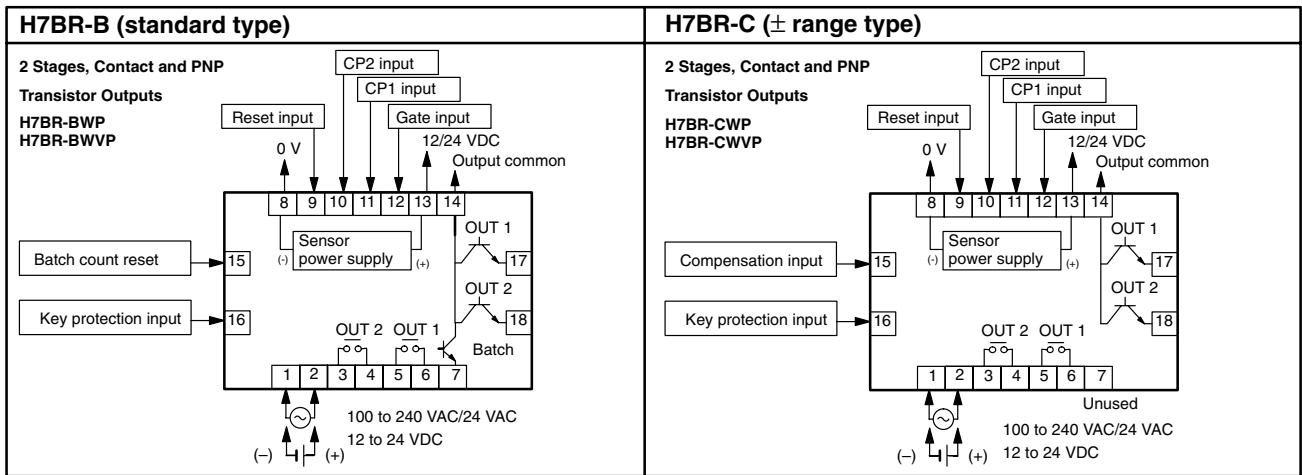 H7BR-B (standard type)
2 Stages, Contact and PNP
Transistor Outputs
H7BR-BWP
H7BR-BWVP
CP2 input
CP1 input
Reset input
Gate input
0 V
12/24 VDC
Output common
8 9 10 11 12 13 14
OUT 1
Sensor
power supply
(-)
(+)
Batch count reset
15
17
OUT 2
Key protection input
16
18
OUT 2 OUT 1
Batch
1 2 3 4 5 6 7
100 to 240 VAC/24 VAC
12 to 24 VDC
(–) (+)
H7BR-C (± range type)
2 Stages, Contact and PNP
Transistor Outputs
H7BR-CWP
H7BR-CWVP
CP2 input
CP1 input
Reset input
Gate input
0 V
12/24 VDC
Output common
8 9 10 11 12 13 14
OUT 1
Sensor
power supply
(-)
(+)
Compensation input
15
17
OUT 2
Key protection input
16
18
OUT 2 OUT 1
1 2 3 4 5 6 7
Unused
100 to 240 VAC/24 VAC
(–) (+) 12 to 24 VDC